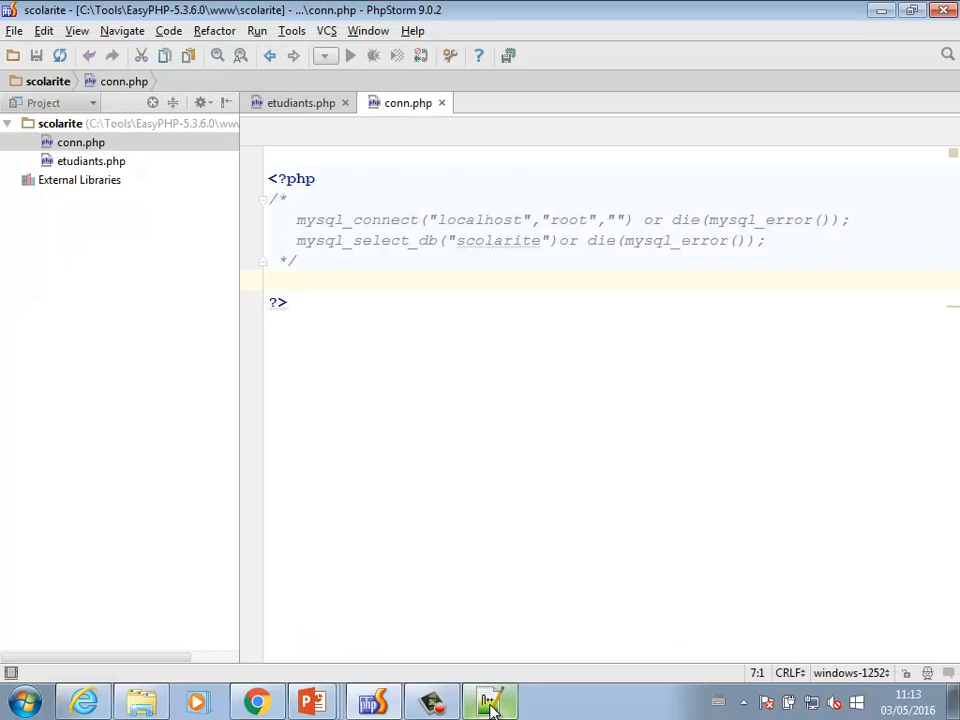 scolarite - [C:\Tools\EasyPHP-5.3.6.0\www\scolarite] - ...\conn.php - PhpStorm 9.0.2
File Edit View Navigate Code Refactor Run Tools VCS Window Help
scolarite conn.php
Project etudiants.php conn.php
scolarite (C:\Tools\EasyPHP-5.3.6.0\www
conn.php
etudiants.php
External Libraries
<?php
/*
mysql_connect("localhost","root","") or die(mysql_error());
mysql_select_db("scolarite")or die(mysql_error());
*/
?>
7:1 CRLF windows-1252
11:13
03/05/2016